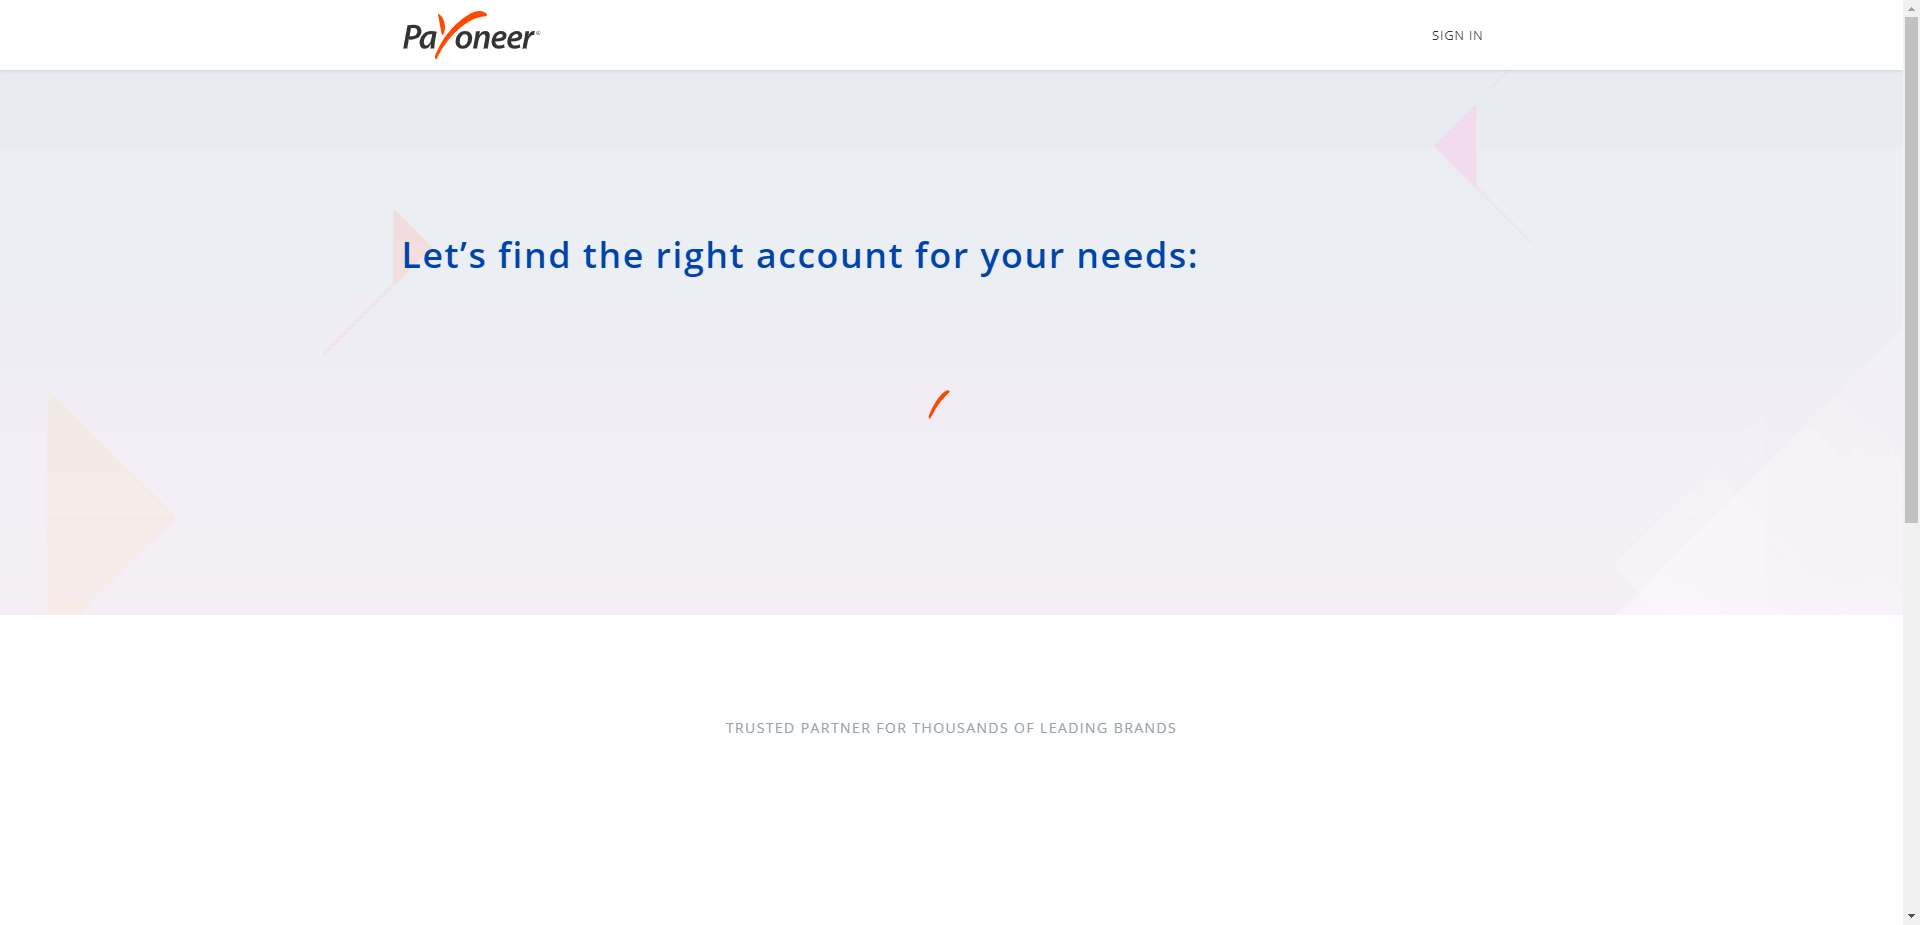 Payoneer®
SIGN IN
Let’s find the right account for your needs:
TRUSTED PARTNER FOR THOUSANDS OF LEADING BRANDS